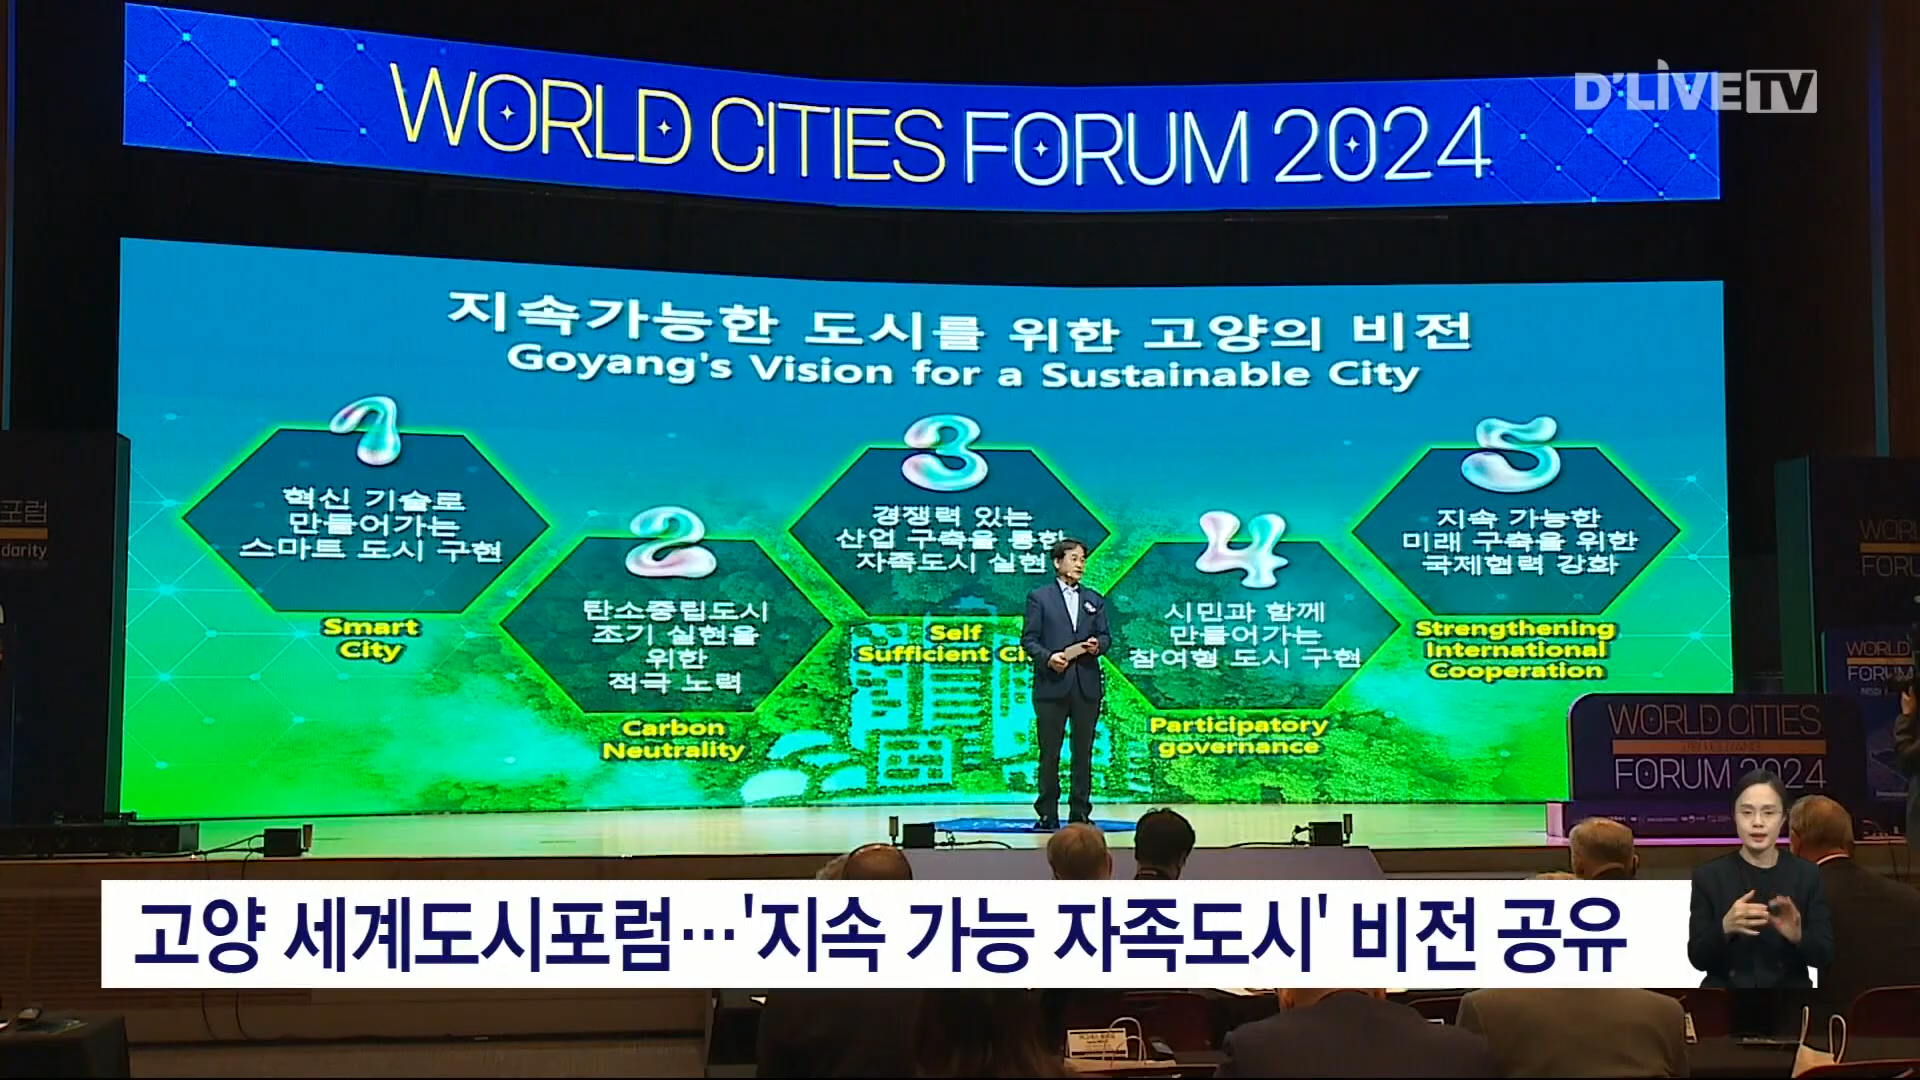 D'LIVE TV
WORLD CITIES FORUM 2024
지속가능한 도시를 위한 고양의 비전
Goyang's Vision for a Sustainable City
1
혁신 기술로
만들어가는
스마트 도시 구현
Smart
City
2
탄소중립도시
조기 실현을
위한
적극 노력
Carbon
Neutrality
3
경쟁력 있는
산업 구축을 통한
자족도시 실현
Self
Sufficient
4
시민과 함께
만들어가는
참여형 도시 구현
Participatory
governance
5
지속 가능한
미래 구축을 위한
국제협력 강화
Strengthening
International
Cooperation
포럼
darity
WORL
FORU
WORLD
FORUM
WORLD CITIES
FORUM 2024
고양 세계도시포럼…'지속 가능 자족도시' 비전 공유